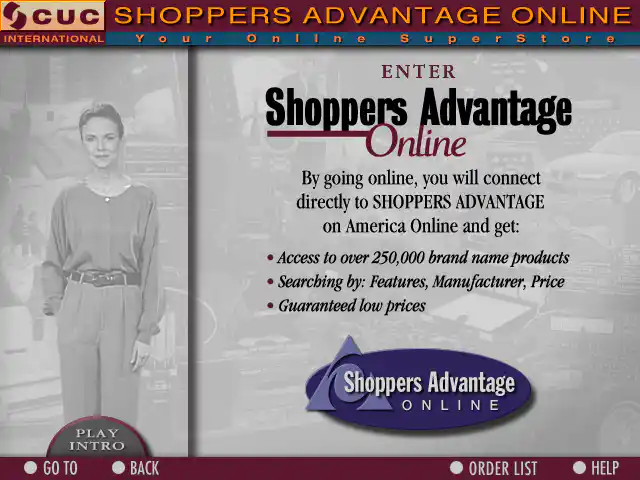 CUC
INTERNATIONAL
SHOPPERS ADVANTAGE ONLINE
Your Online SuperStore
ENTER
Shoppers Advantage
Online
By going online, you will connect
directly to SHOPPERS ADVANTAGE
on America Online and get:
• Access to over 250,000 brand name products
• Searching by: Features, Manufacturer, Price
• Guaranteed low prices
Shoppers Advantage
ONLINE
PLAY
INTRO
GO TO
BACK
ORDER LIST
HELP